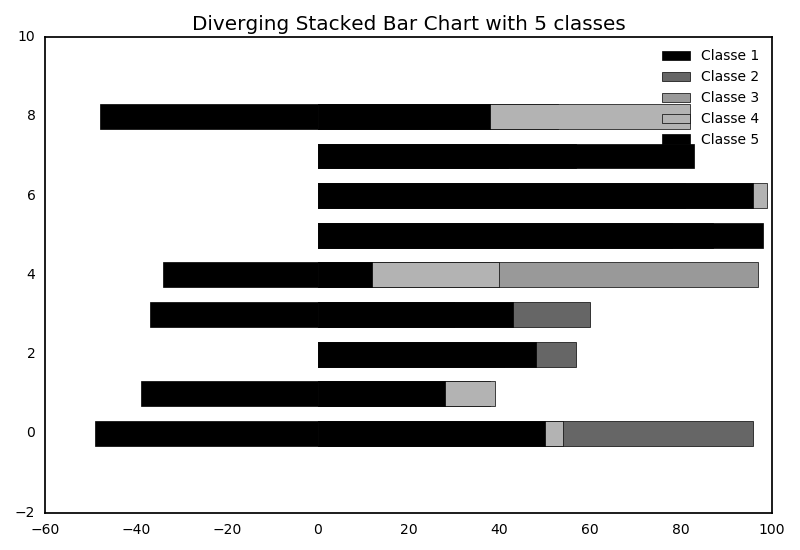 Diverging Stacked Bar Chart with 5 classes
10
8
6
4
2
0
−2
−60 −40 −20 0 20 40 60 80 100
Classe 1
Classe 2
Classe 3
Classe 4
Classe 5